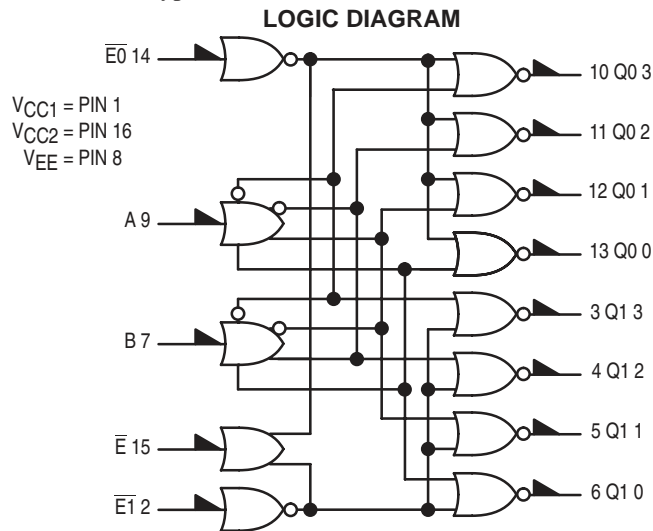 LOGIC DIAGRAM
E0 14
10 Q0 3
VCC1 = PIN 1
VCC2 = PIN 16
VEE = PIN 8
11 Q0 2
12 Q0 1
A 9
13 Q0 0
3 Q1 3
B 7
4 Q1 2
E 15
5 Q1 1
E1 2
6 Q1 0